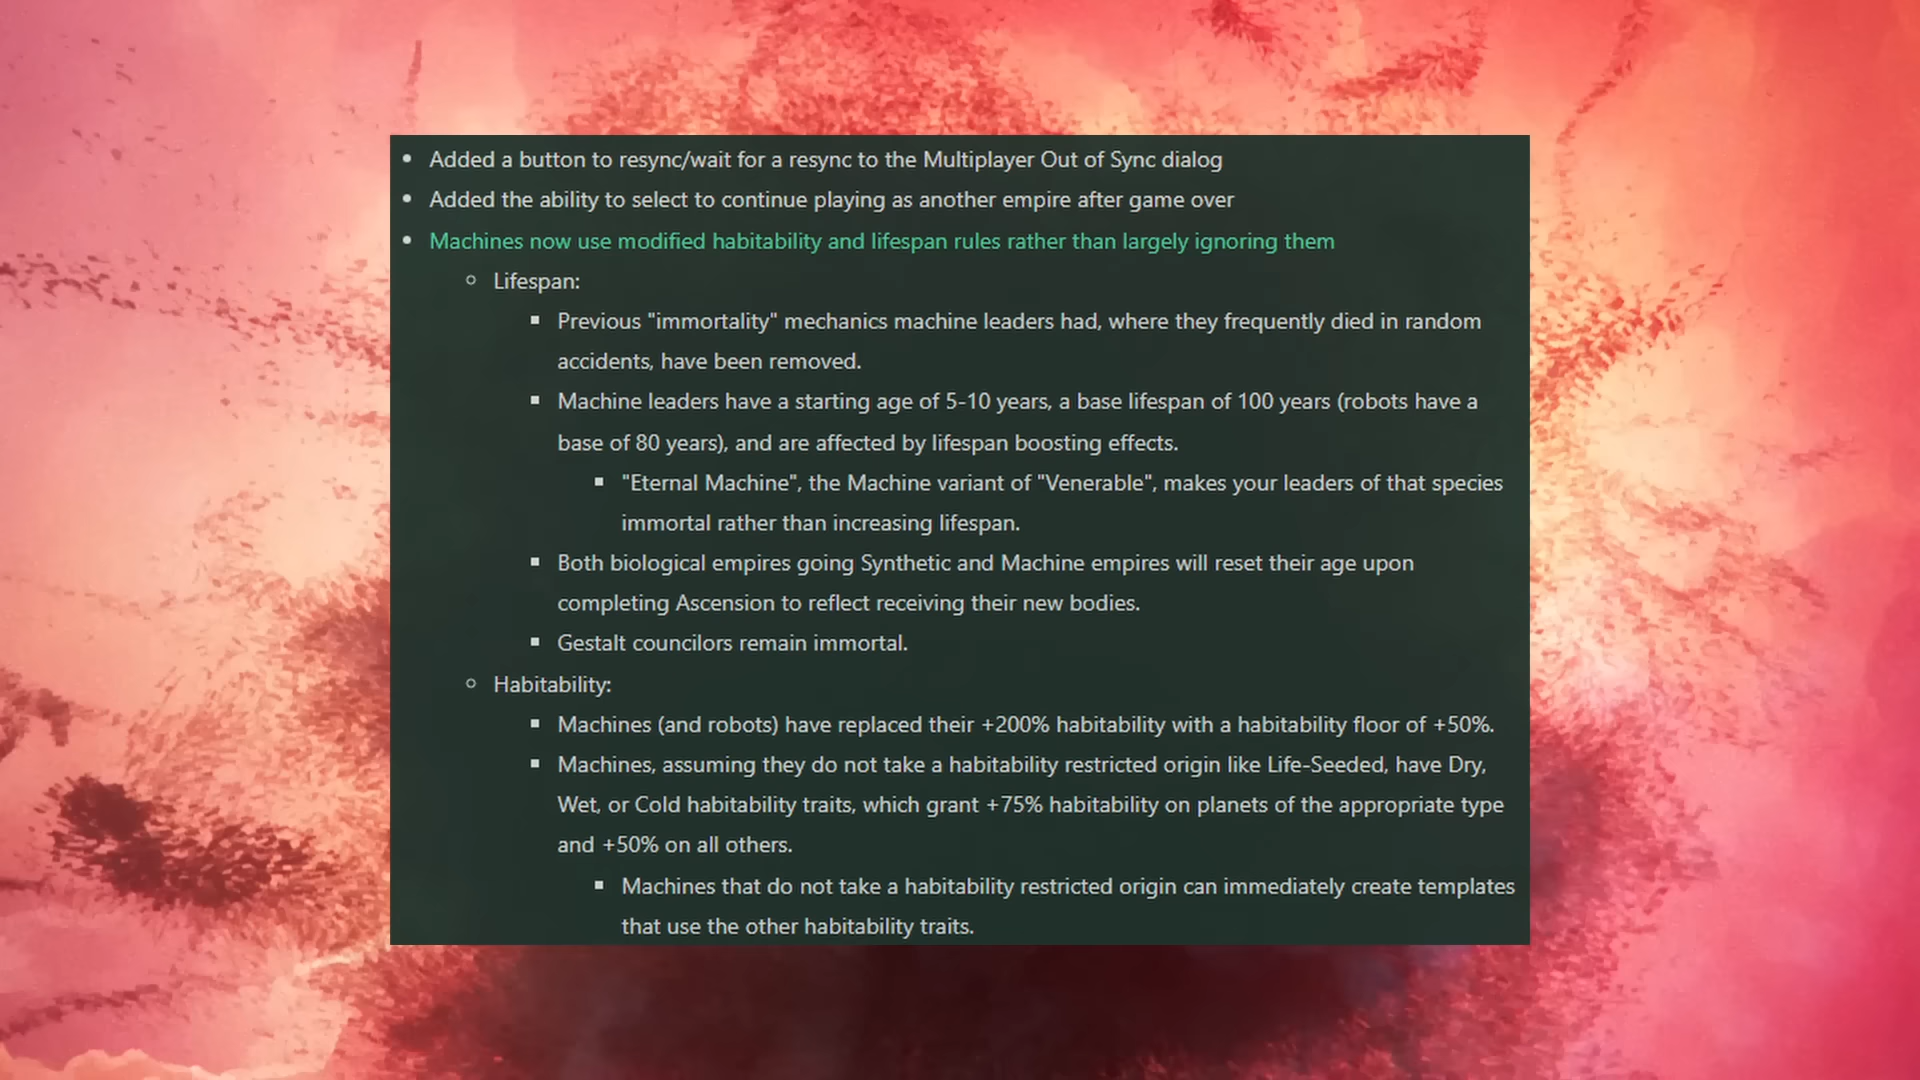 Added a button to resync/wait for a resync to the Multiplayer Out of Sync dialog
Added the ability to select to continue playing as another empire after game over
Machines now use modified habitability and lifespan rules rather than largely ignoring them
Lifespan:
Previous "immortality" mechanics machine leaders had, where they frequently died in random
accidents, have been removed.
Machine leaders have a starting age of 5-10 years, a base lifespan of 100 years (robots have a
base of 80 years), and are affected by lifespan boosting effects.
"Eternal Machine", the Machine variant of "Venerable", makes your leaders of that species
immortal rather than increasing lifespan.
Both biological empires going Synthetic and Machine empires will reset their age upon
completing Ascension to reflect receiving their new bodies.
Gestalt councilors remain immortal.
Habitability:
Machines (and robots) have replaced their +200% habitability with a habitability floor of +50%.
Machines, assuming they do not take a habitability restricted origin like Life-Seeded, have Dry,
Wet, or Cold habitability traits, which grant +75% habitability on planets of the appropriate type
and +50% on all others.
Machines that do not take a habitability restricted origin can immediately create templates
that use the other habitability traits.